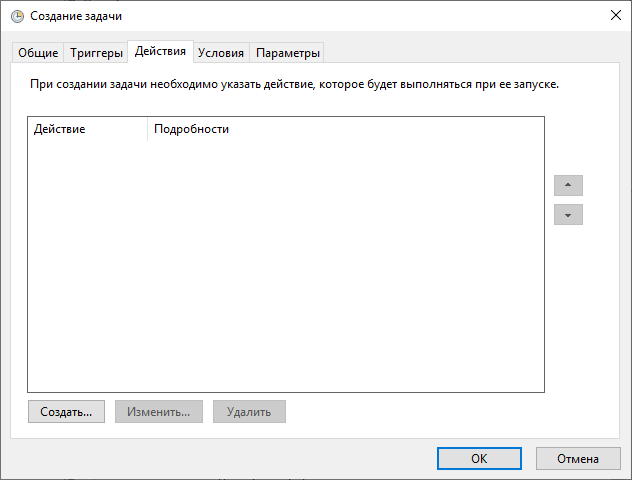 Создание задачи
Общие Триггеры Действия Условия Параметры
При создании задачи необходимо указать действие, которое будет выполняться при ее запуске.
Действие Подробности
Создать... Изменить... Удалить
OK Отмена